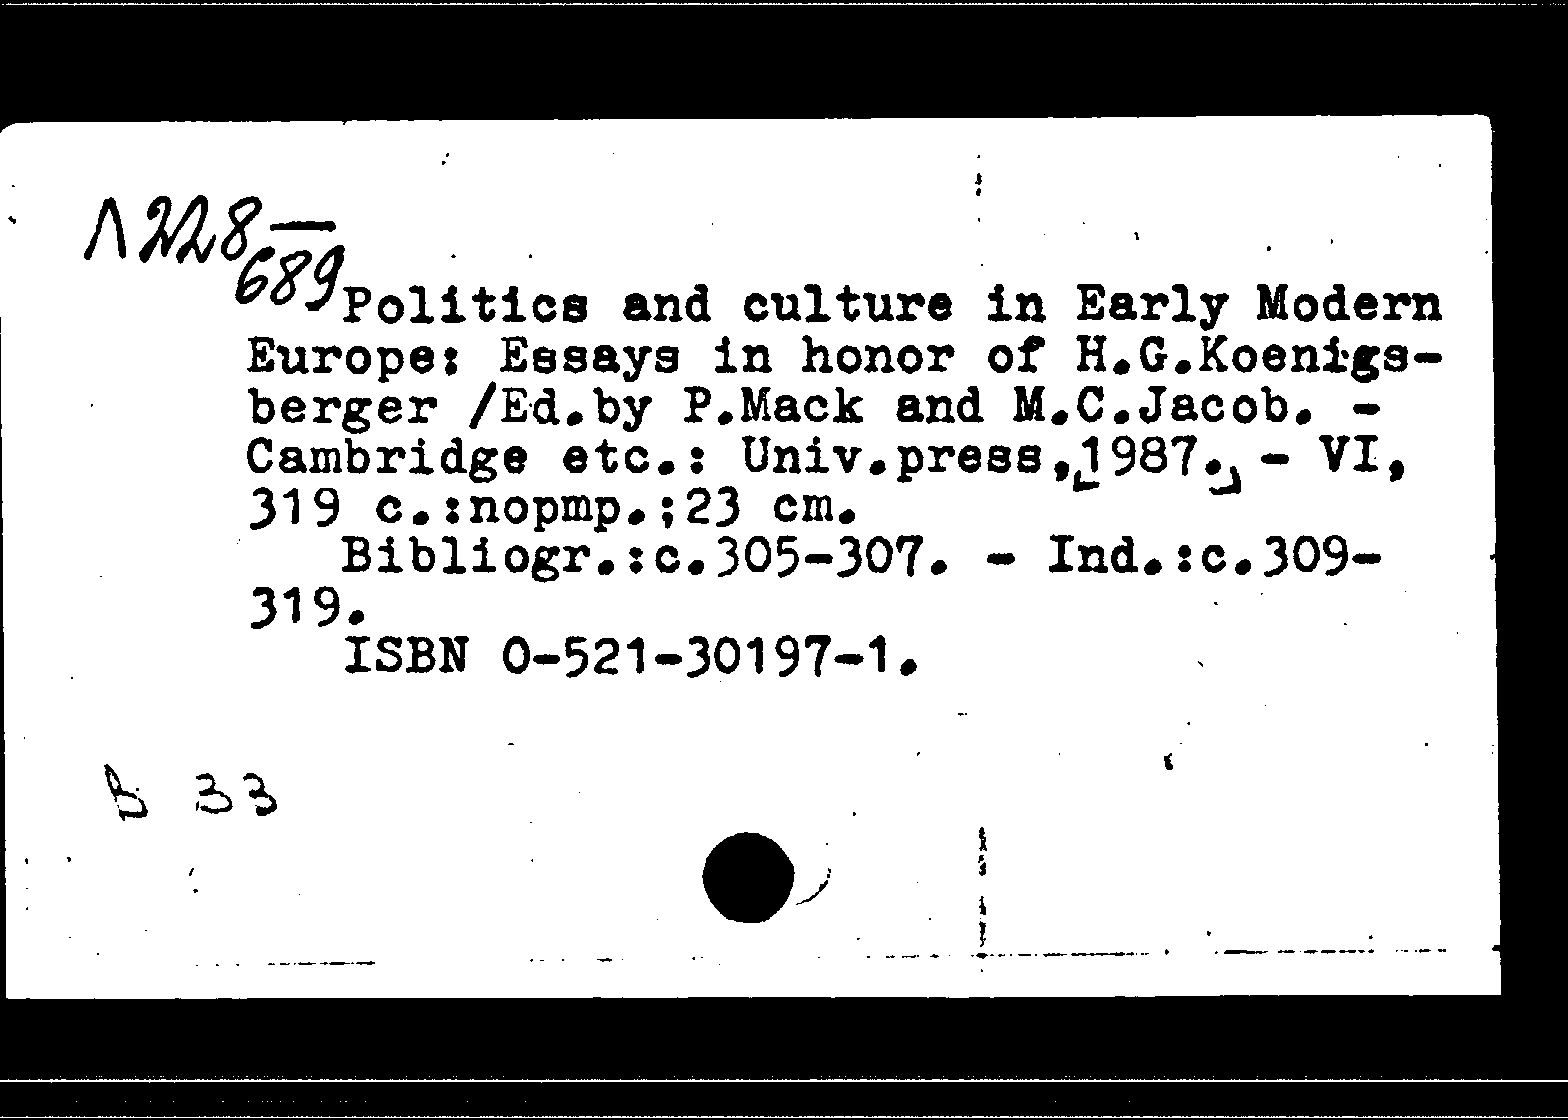 Λ228—
689
Politics and culture in Early Modern
Europe: Essays in honor of H.G.Koenigs-
berger /Ed.by P.Mack and M.C.Jacob. -
Cambridge etc.: Univ.press,1987. - VI,
319 c.:nopmp.;23 cm.
Bibliogr.:c.305-307. - Ind.:c.309-
319.
ISBN 0-521-30197-1.
B 33